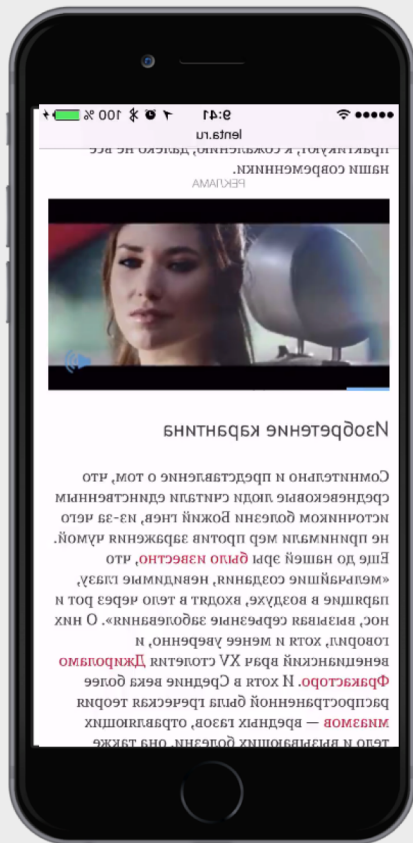 9:41
100 %
lenta.ru
практикуют, к сожалению, далеко не все
наши современники.
РЕКЛАМА
Изобретение карантина
Сомнительно и представление о том, что
средневековые люди считали единственным
источником болезни Божий гнев, из-за чего
не принимали мер против заражения чумой.
Еще до нашей эры было известно, что
«мельчайшие создания, невидимые глазу,
парящие в воздухе, входят в тело через рот и
нос, вызывая серьезные заболевания». О них
говорил, хотя и менее уверенно, и
венецианский врач XV столетия Джироламо
Фракасторо. И хотя в Средние века более
распространенной была греческая теория
миазмов — вредных газов, отравляющих
тело и вызывающих болезни, она также